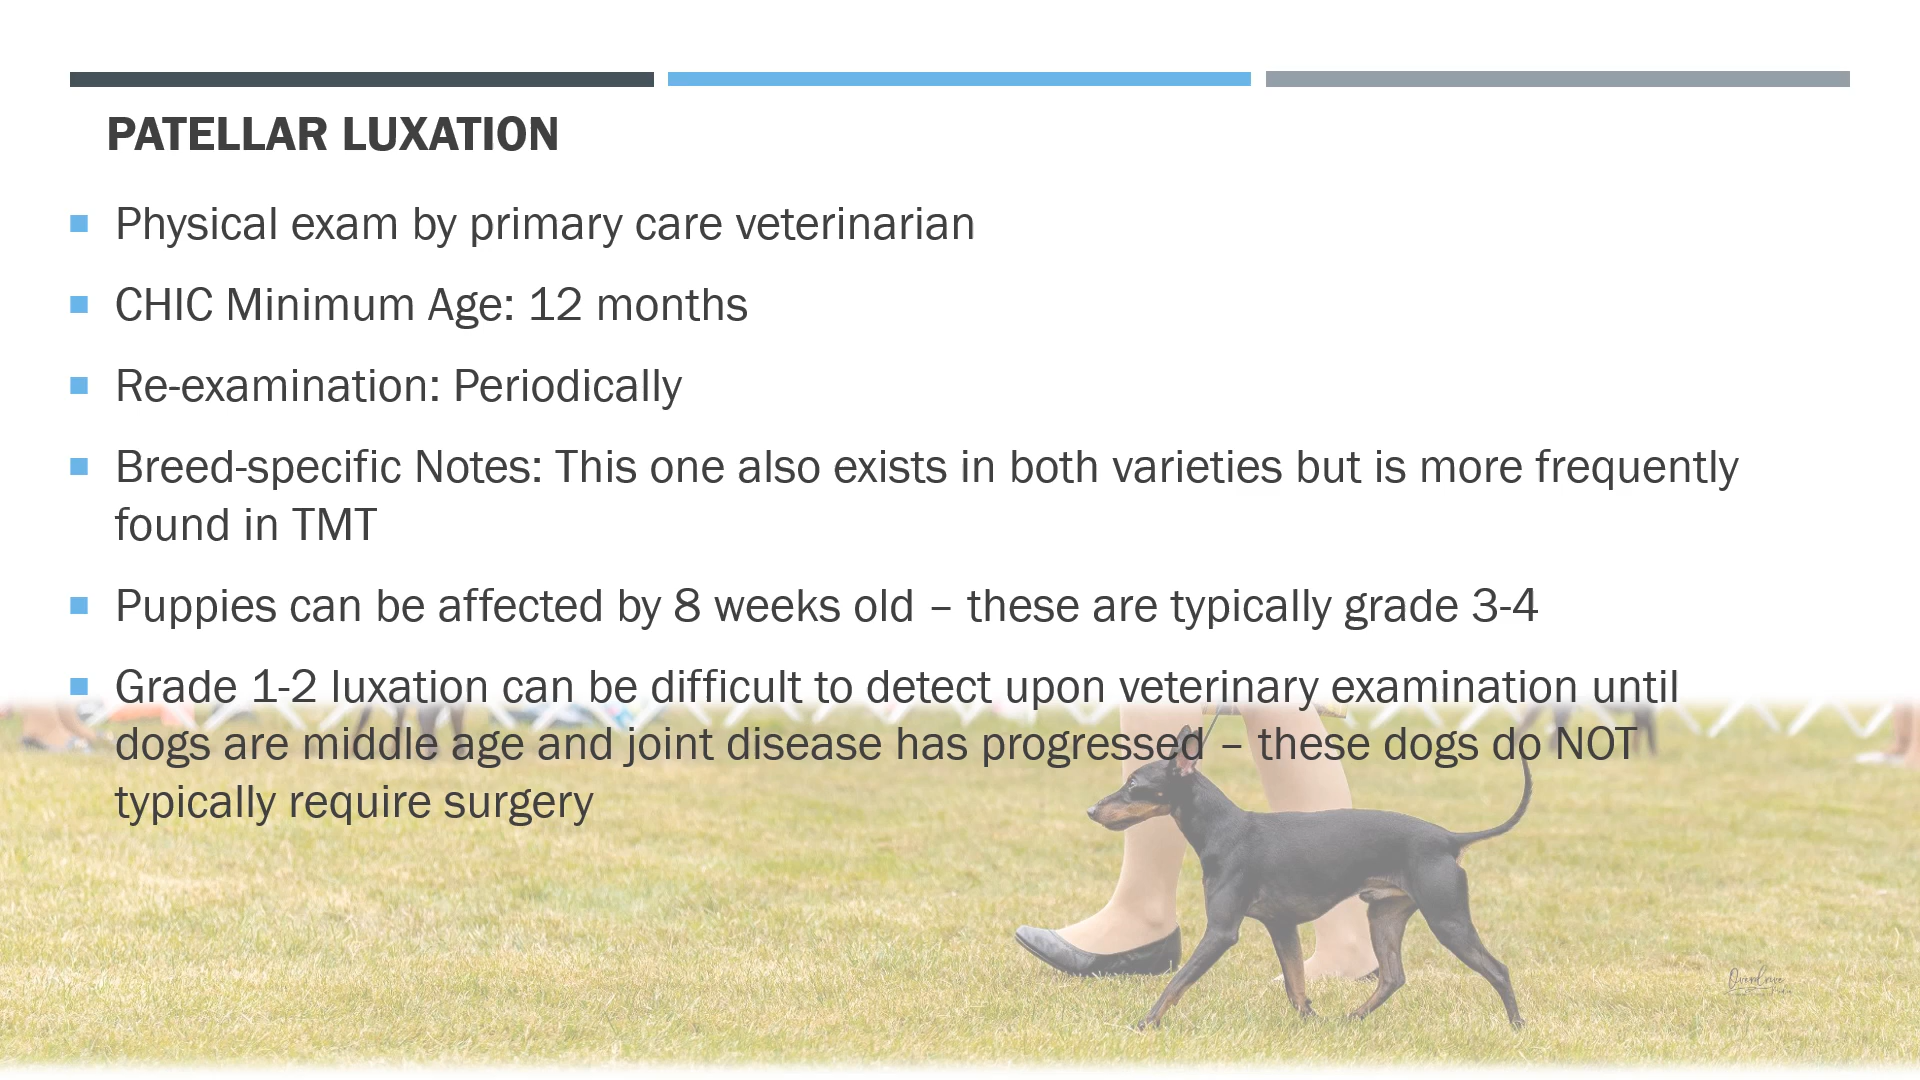 PATELLAR LUXATION
Physical exam by primary care veterinarian
CHIC Minimum Age: 12 months
Re-examination: Periodically
Breed-specific Notes: This one also exists in both varieties but is more frequently
found in TMT
Puppies can be affected by 8 weeks old – these are typically grade 3-4
Grade 1-2 luxation can be difficult to detect upon veterinary examination until
dogs are middle age and joint disease has progressed – these dogs do NOT
typically require surgery